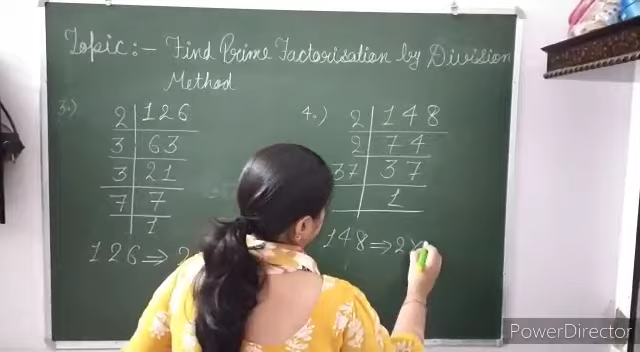 Topic:- Find Prime Factorisation by Division
Method
3.)
2 | 126
3 | 63
3 | 21
7 | 7
1
126 ⇒ 2
4.)
2 | 148
2 | 74
37 | 37
1
148 ⇒ 2 ×
PowerDirector